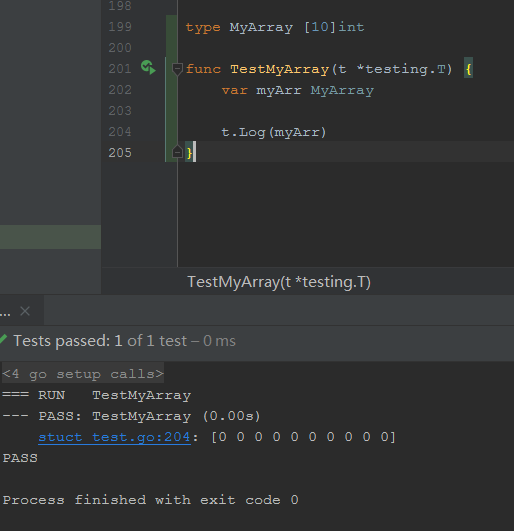 198
199 type MyArray [10]int
200
201 func TestMyArray(t *testing.T) {
202 var myArr MyArray
203
204 t.Log(myArr)
205 }
TestMyArray(t *testing.T)
... ×
Tests passed: 1 of 1 test – 0 ms
<4 go setup calls>
=== RUN   TestMyArray
--- PASS: TestMyArray (0.00s)
    stuct_test.go:204: [0 0 0 0 0 0 0 0 0 0]
PASS
Process finished with exit code 0